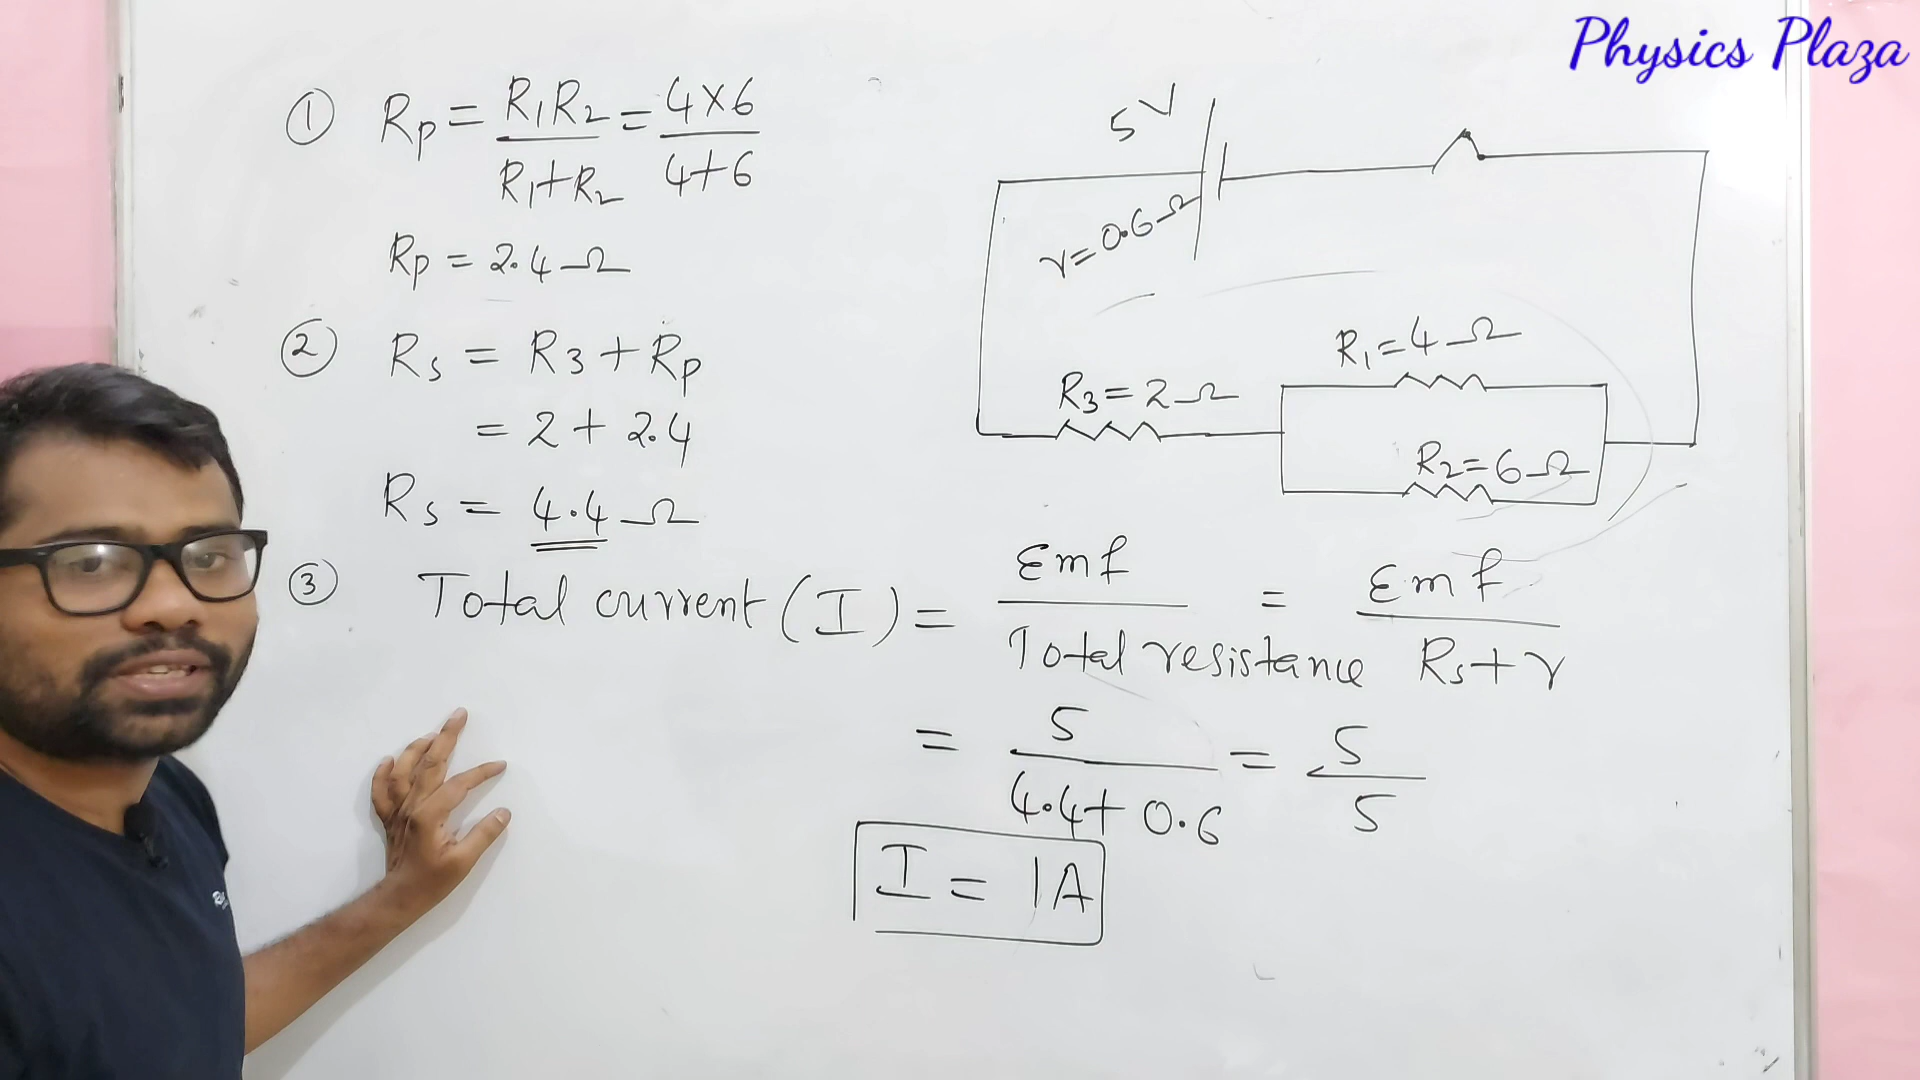 Physics Plaza
① Rp = R₁R₂/R₁+R₂ = 4×6/4+6
Rp = 2.4 Ω
② Rs = R3 + Rp
= 2 + 2.4
Rs = 4.4 Ω
③ Total current (I) = Emf/Total resistance = Emf/Rs+r
= 5/4.4+0.6 = 5/5
I = 1A
5V
r=0.6Ω
R₁=4Ω
R3=2Ω
R2=6Ω